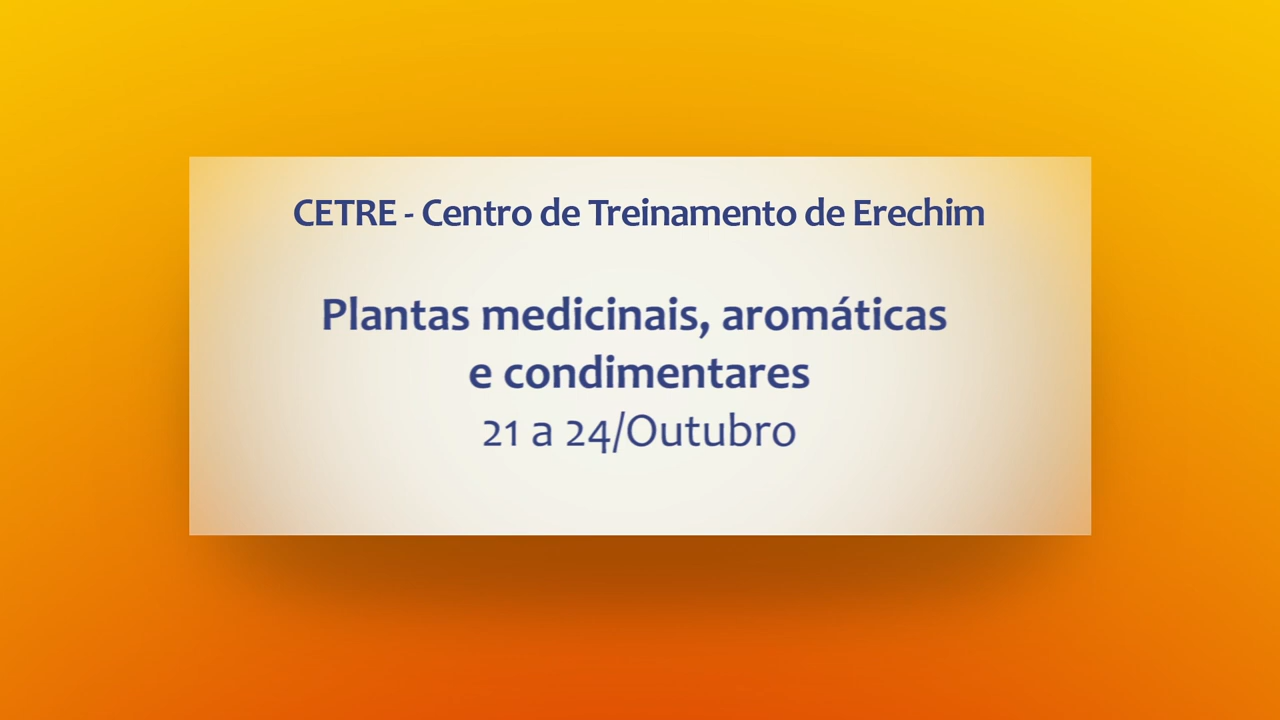 CETRE - Centro de Treinamento de Erechim
Plantas medicinais, aromáticas
e condimentares
21 a 24/Outubro